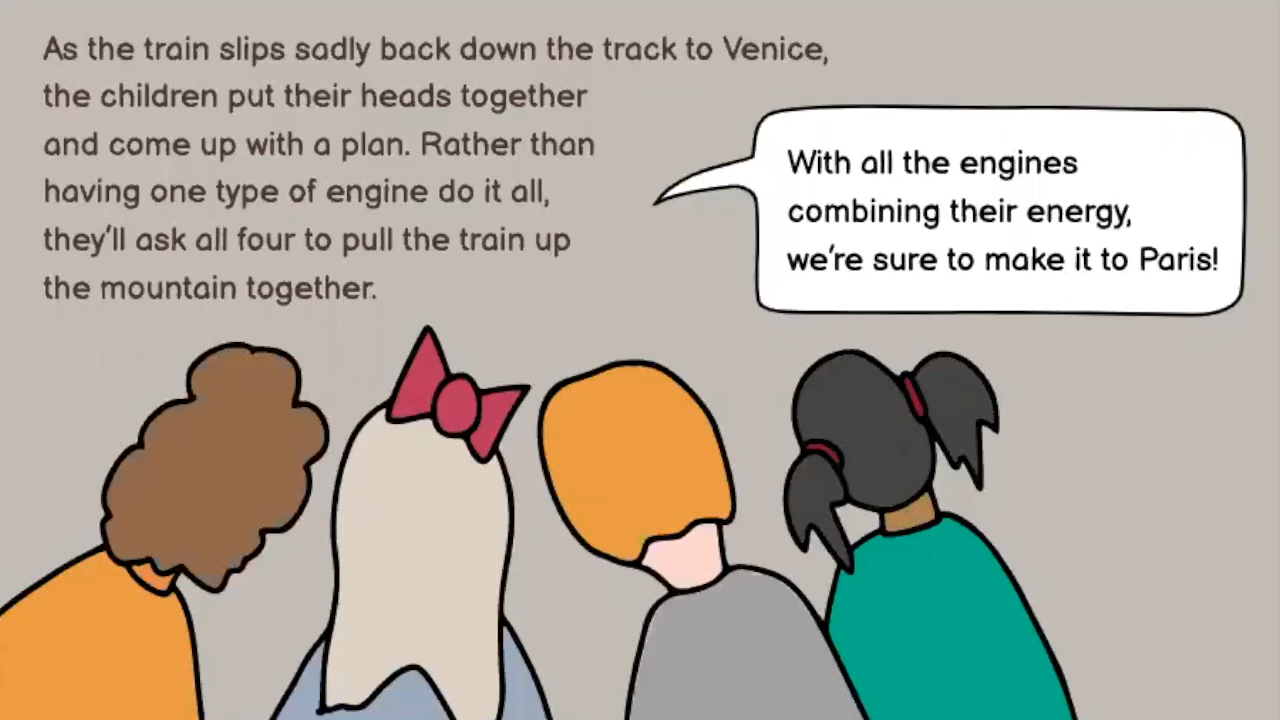 As the train slips sadly back down the track to Venice,
the children put their heads together
and come up with a plan. Rather than
having one type of engine do it all,
they'll ask all four to pull the train up
the mountain together.
With all the engines
combining their energy,
we're sure to make it to Paris!